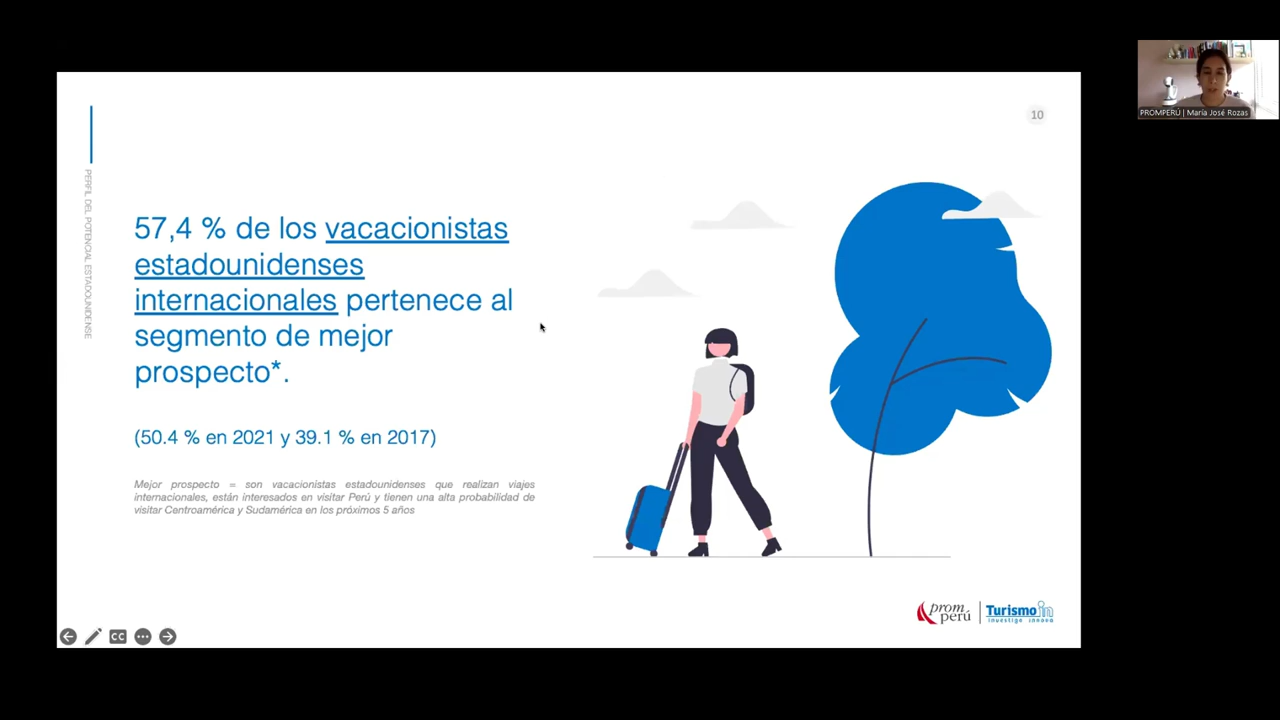 10
PERFIL DEL POTENCIAL ESTADOUNIDENSE
57,4 % de los vacacionistas
estadounidenses
internacionales pertenece al
segmento de mejor
prospecto*.
(50.4 % en 2021 y 39.1 % en 2017)
Mejor prospecto = son vacacionistas estadounidenses que realizan viajes
internacionales, están interesados en visitar Perú y tienen una alta probabilidad de
visitar Centroamérica y Sudamérica en los próximos 5 años
prom
perú
Turismo in
investiga innova
CC
PROMPERÚ | María José Rozas